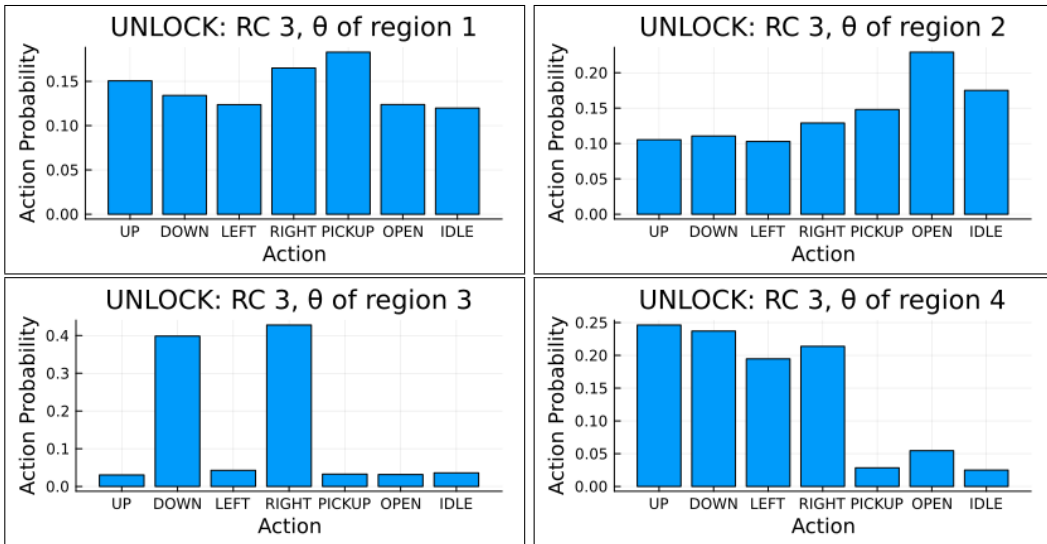 UNLOCK: RC 3, θ of region 1
Action Probability
0.15
0.10
0.05
0.00
UP DOWN LEFT RIGHT PICKUP OPEN IDLE
Action
UNLOCK: RC 3, θ of region 2
Action Probability
0.20
0.15
0.10
0.05
0.00
UP DOWN LEFT RIGHT PICKUP OPEN IDLE
Action
UNLOCK: RC 3, θ of region 3
Action Probability
0.4
0.3
0.2
0.1
0.0
UP DOWN LEFT RIGHT PICKUP OPEN IDLE
Action
UNLOCK: RC 3, θ of region 4
Action Probability
0.25
0.20
0.15
0.10
0.05
0.00
UP DOWN LEFT RIGHT PICKUP OPEN IDLE
Action